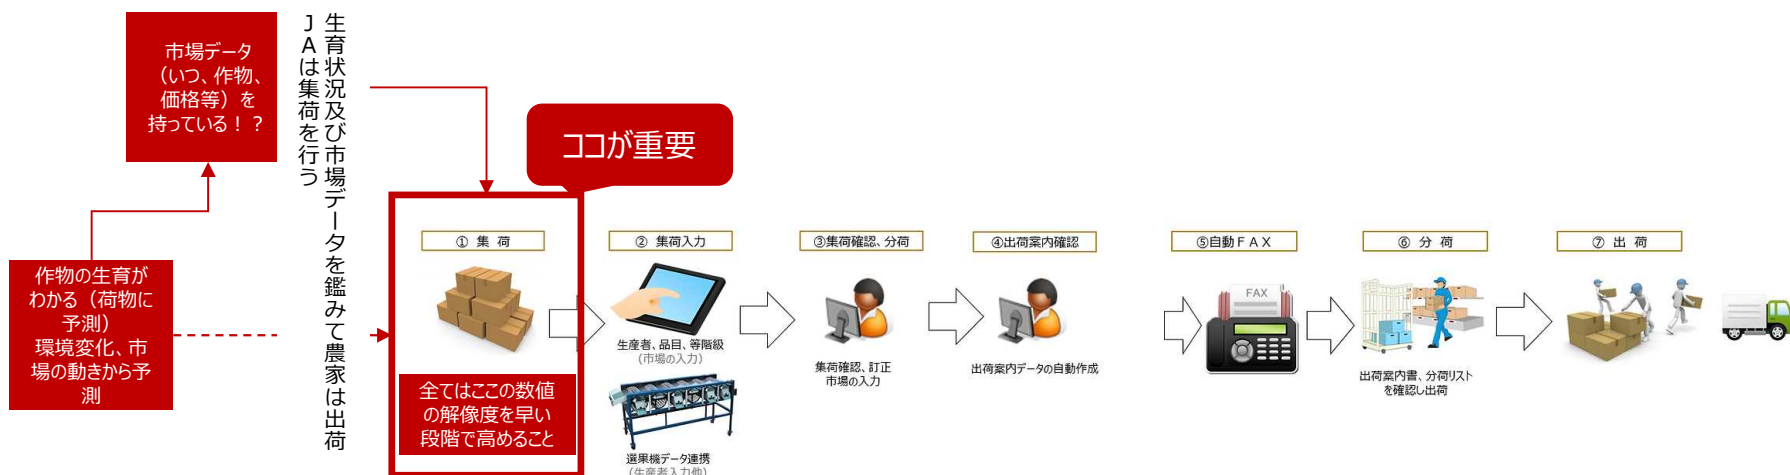 市場データ
（いつ、作物、
価格等）を
持っている！？
作物の生育が
わかる（荷物に
予測）
環境変化、市
場の動きから予
測
生育状況及び市場データを鑑みて農家は出荷
JAは集荷を行う
ココが重要
① 集 荷
全てはここの数値
の解像度を早い
段階で高めること
② 集荷入力
生産者、品目、等階級
（市場の入力）
選果機データ連携
（生産者入力他）
③集荷確認、分荷
集荷確認、訂正
市場の入力
④出荷案内確認
出荷案内データの自動作成
⑤自動ＦＡＸ
FAX
⑥ 分 荷
出荷案内書、分荷リスト
を確認し出荷
⑦ 出 荷